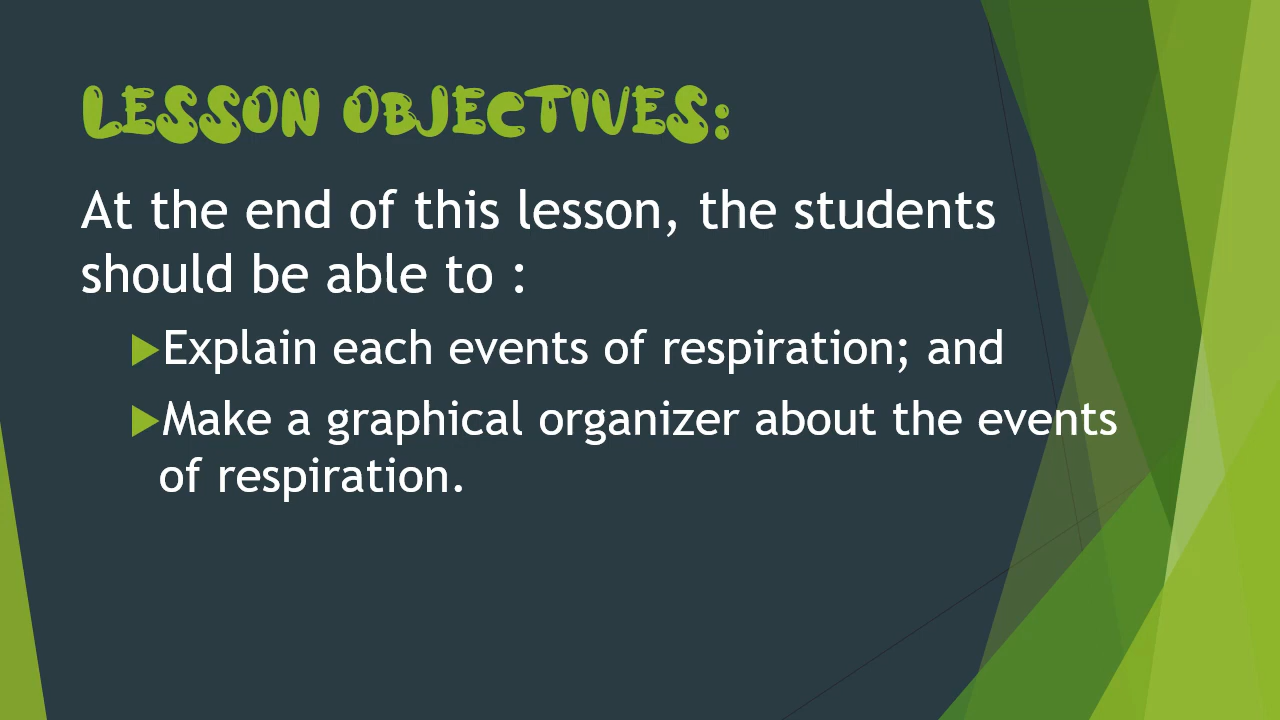 LESSON OBJECTIVES:
At the end of this lesson, the students
should be able to :
Explain each events of respiration; and
Make a graphical organizer about the events
of respiration.